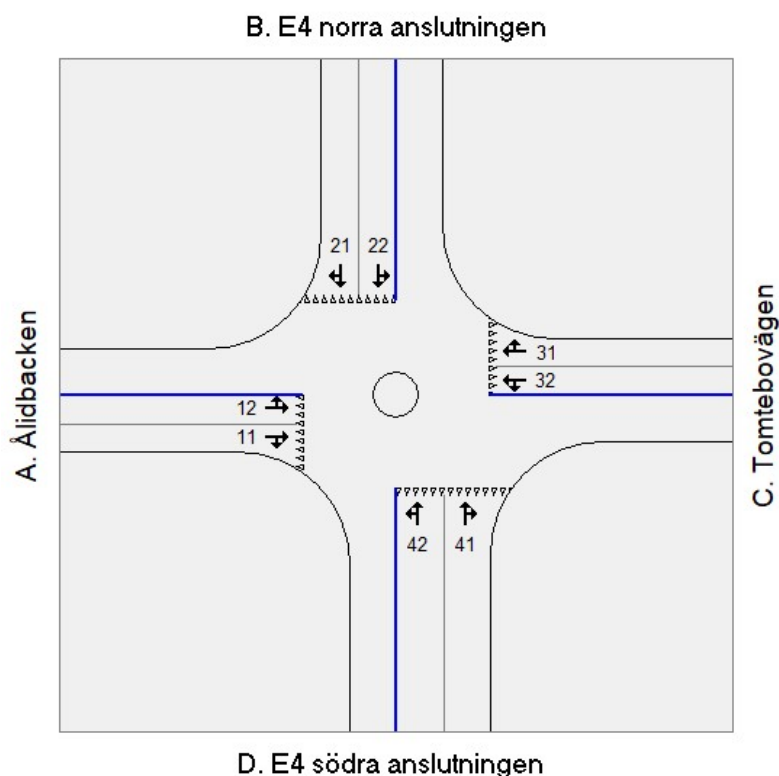 B. E4 norra anslutningen
21 22
A. Ålidbacken
31
32
12
11
C. Tomtebovägen
42 41
D. E4 södra anslutningen